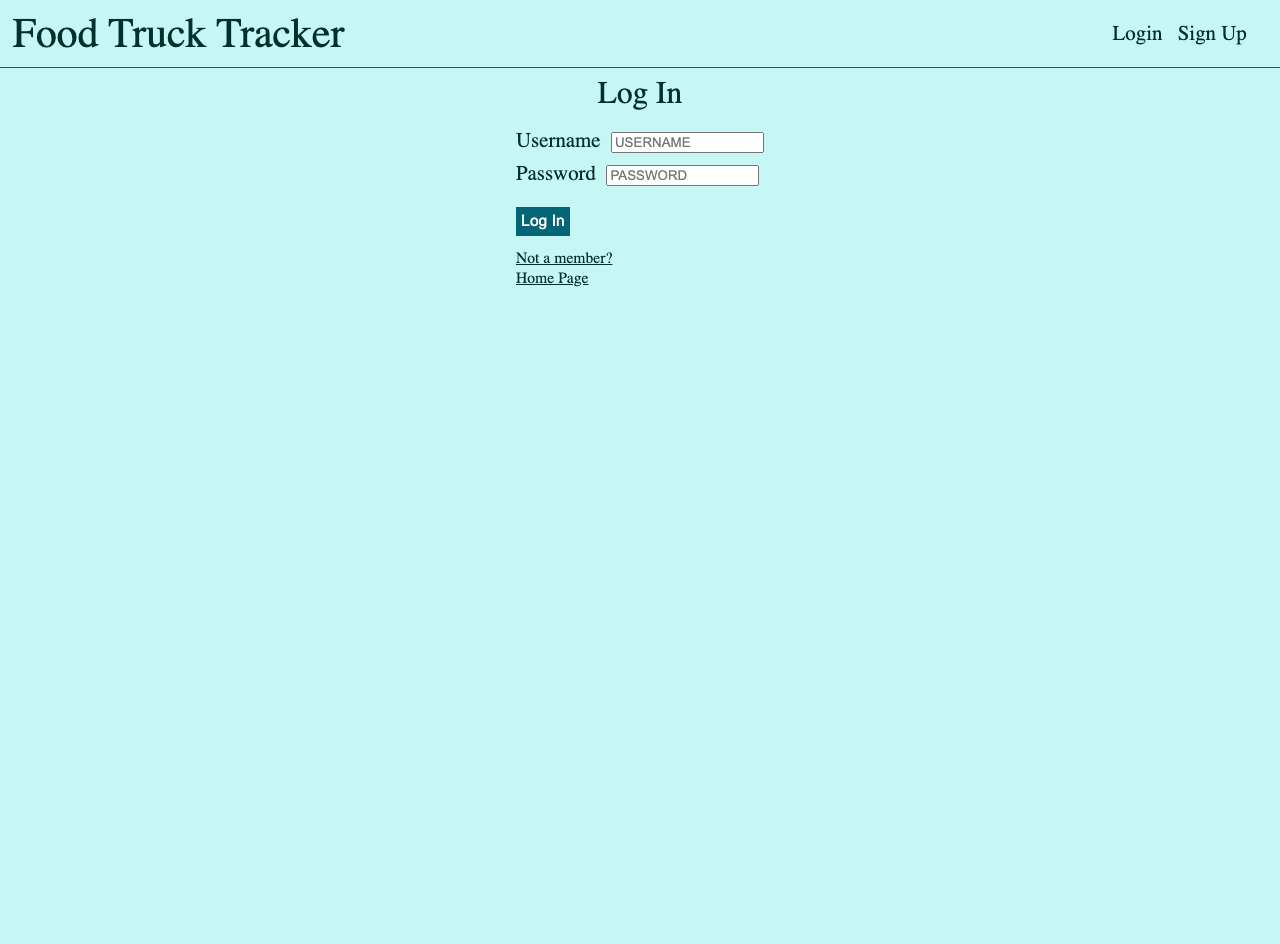 Food Truck Tracker
Login Sign Up
Log In
Username USERNAME
Password PASSWORD
Log In
Not a member?
Home Page